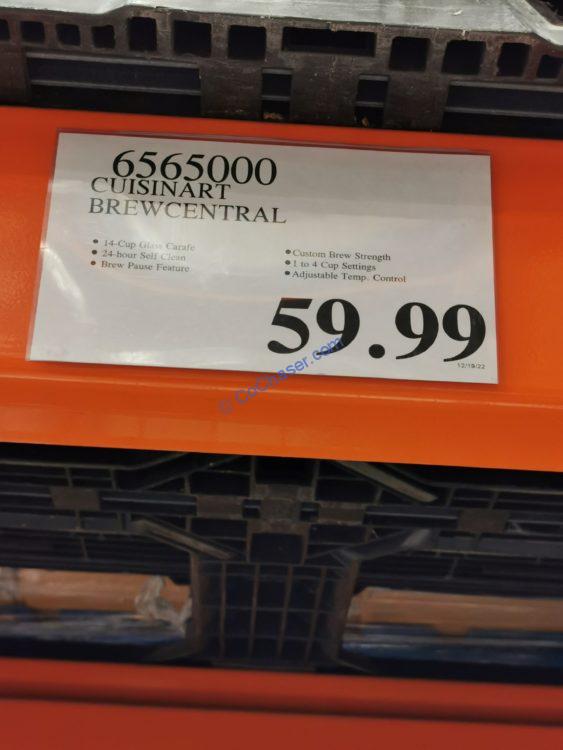 6565000
CUISINART
BREWCENTRAL
• 14-Cup Glass Carafe
• 24-hour Self Clean
• Brew Pause Feature
• Custom Brew Strength
• 1 to 4 Cup Settings
• Adjustable Temp. Control
59.99
12/19/22
© CoChaser.com